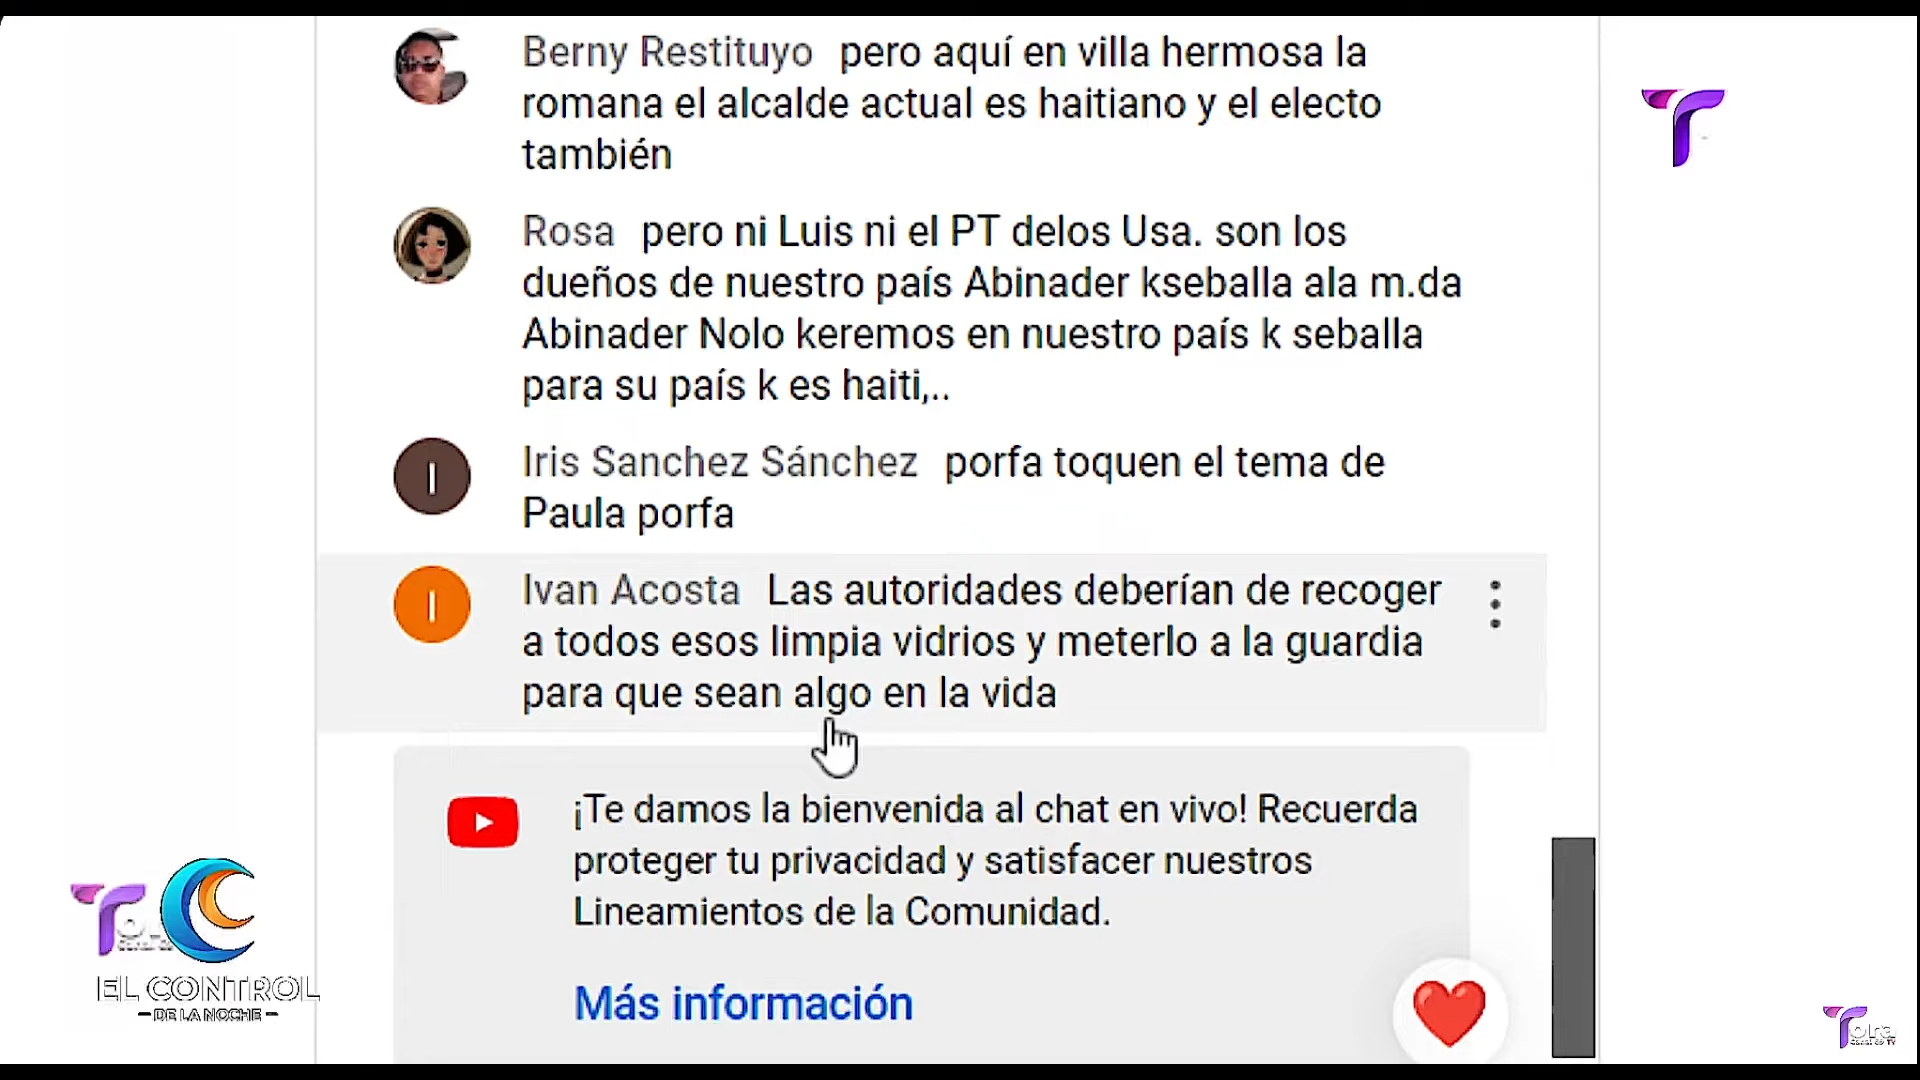 Berny Restituyo pero aquí en villa hermosa la
romana el alcalde actual es haitiano y el electo
también
Rosa pero ni Luis ni el PT delos Usa. son los
dueños de nuestro país Abinader kseballa ala m.da
Abinader Nolo keremos en nuestro país k seballa
para su país k es haiti,..
I
Iris Sanchez Sánchez porfa toquen el tema de
Paula porfa
I
Ivan Acosta Las autoridades deberían de recoger
a todos esos limpia vidrios y meterlo a la guardia
para que sean algo en la vida
¡Te damos la bienvenida al chat en vivo! Recuerda
proteger tu privacidad y satisfacer nuestros
Lineamientos de la Comunidad.
Más información
EL CONTROL
DE LA NOCHE